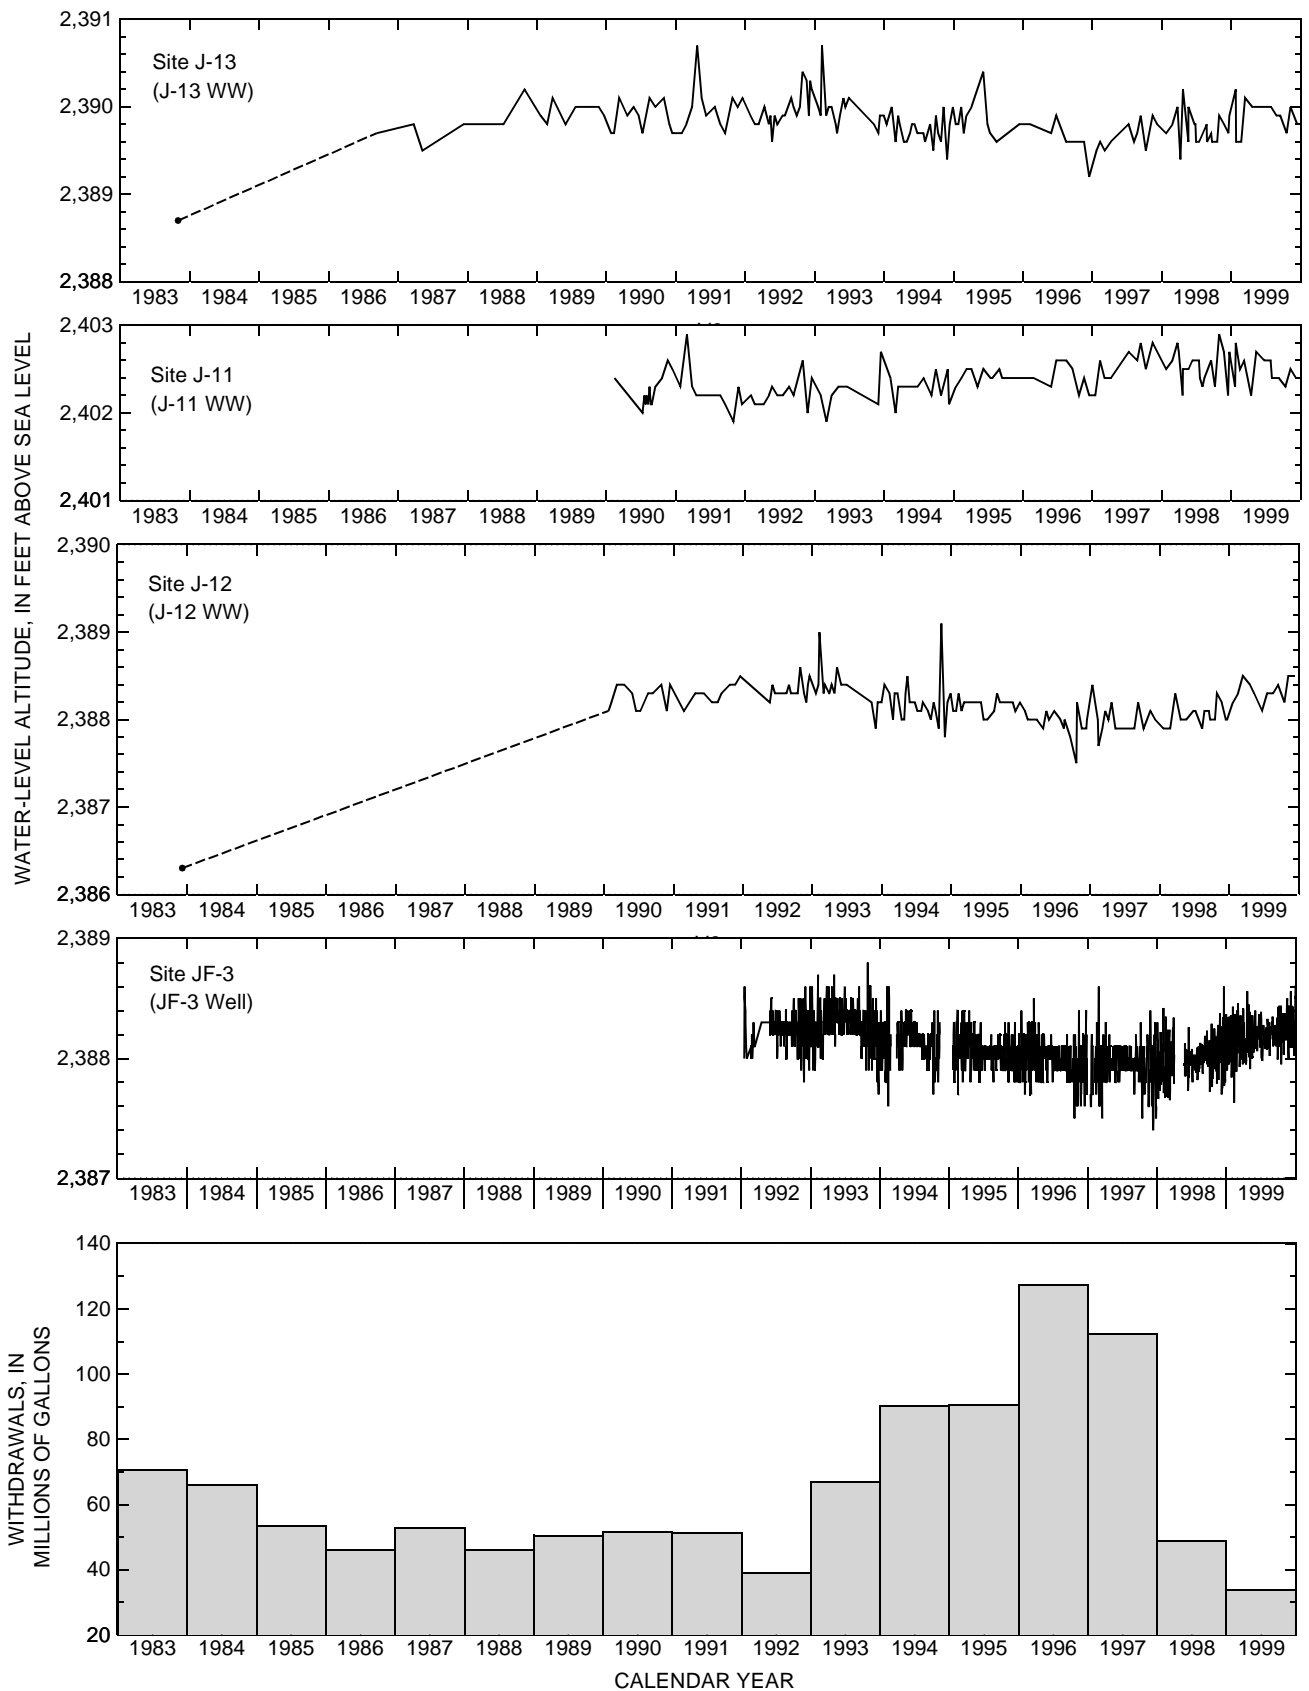 2,391
Site J-13
(J-13 WW)
2,390
2,389
2,388
1983 1984 1985 1986 1987 1988 1989 1990 1991 1992 1993 1994 1995 1996 1997 1998 1999
2,403
Site J-11
(J-11 WW)
2,402
2,401
1983 1984 1985 1986 1987 1988 1989 1990 1991 1992 1993 1994 1995 1996 1997 1998 1999
WATER-LEVEL ALTITUDE, IN FEET ABOVE SEA LEVEL
2,390
Site J-12
(J-12 WW)
2,389
2,388
2,387
2,386
1983 1984 1985 1986 1987 1988 1989 1990 1991 1992 1993 1994 1995 1996 1997 1998 1999
2,389
Site JF-3
(JF-3 Well)
2,388
2,387
1983 1984 1985 1986 1987 1988 1989 1990 1991 1992 1993 1994 1995 1996 1997 1998 1999
140
120
100
80
60
40
20
WITHDRAWALS, IN
MILLIONS OF GALLONS
1983 1984 1985 1986 1987 1988 1989 1990 1991 1992 1993 1994 1995 1996 1997 1998 1999
CALENDAR YEAR